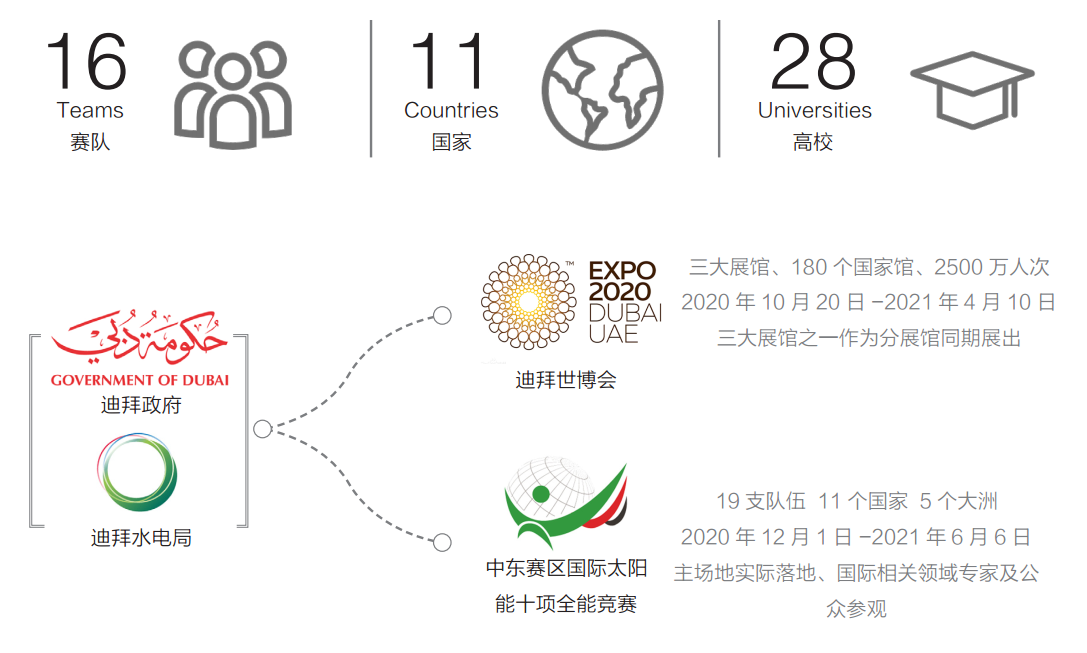 16
Teams
赛队
11
Countries
国家
28
Universities
高校
حكومة دبي
GOVERNMENT OF DUBAI
迪拜政府
迪拜水电局
™
EXPO
2020
DUBAI
UAE
迪拜世博会
三大展馆、180 个国家馆、2500 万人次
2020 年 10 月 20 日 –2021 年 4 月 10 日
三大展馆之一作为分展馆同期展出
中东赛区国际太阳
能十项全能竞赛
19 支队伍 11 个国家 5 个大洲
2020 年 12 月 1 日 –2021 年 6 月 6 日
主场地实际落地、国际相关领域专家及公
众参观